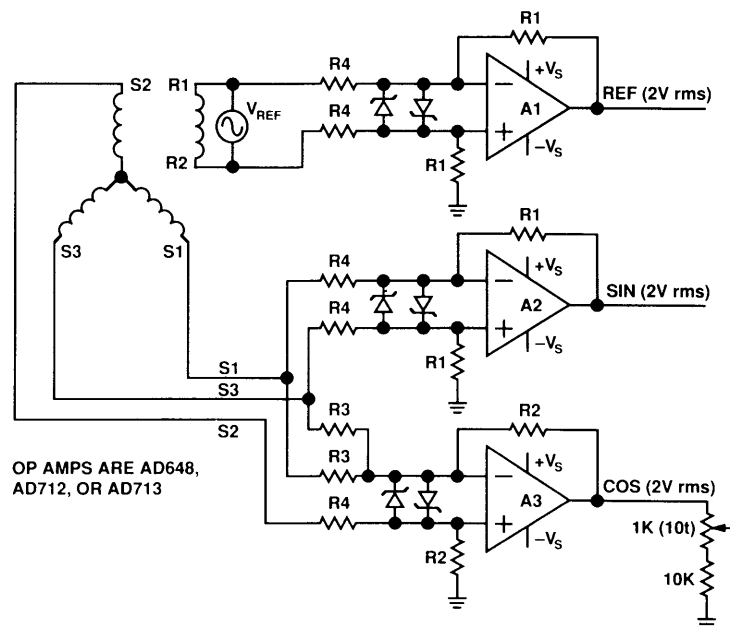 R1
S2
R1
R4
+VS
REF (2V rms)
−
A1
VREF
R4
+
R2
−VS
R1
R1
S3
S1
R4
+VS
SIN (2V rms)
−
A2
R4
+
−VS
S1
R1
S3
R3
R2
S2
R3
+VS
OP AMPS ARE AD648,
AD712, OR AD713
−
COS (2V rms)
A3
R4
+
1K (10t)
−VS
R2
10K